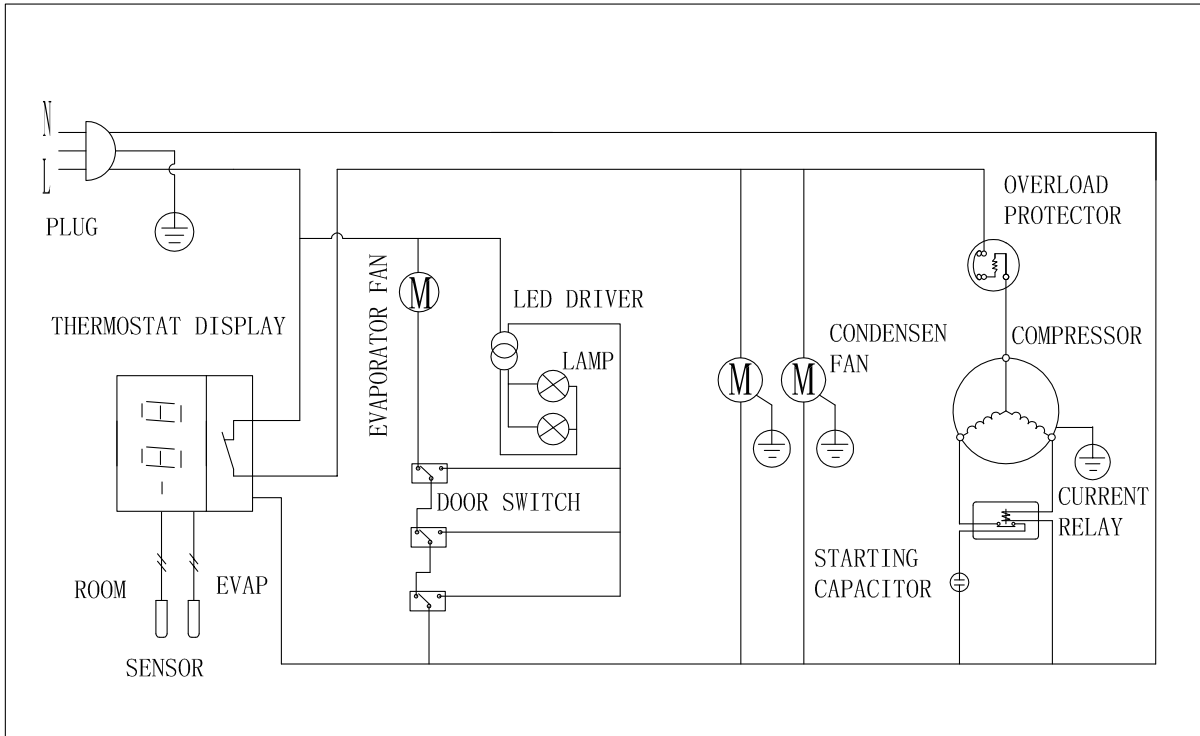 N
L
PLUG
OVERLOAD
PROTECTOR
EVAPORATOR FAN
M
LED DRIVER
THERMOSTAT DISPLAY
LAMP
M
M
CONDENSEN
FAN
COMPRESSOR
DOOR SWITCH
CURRENT
RELAY
STARTING
CAPACITOR
ROOM
EVAP
SENSOR